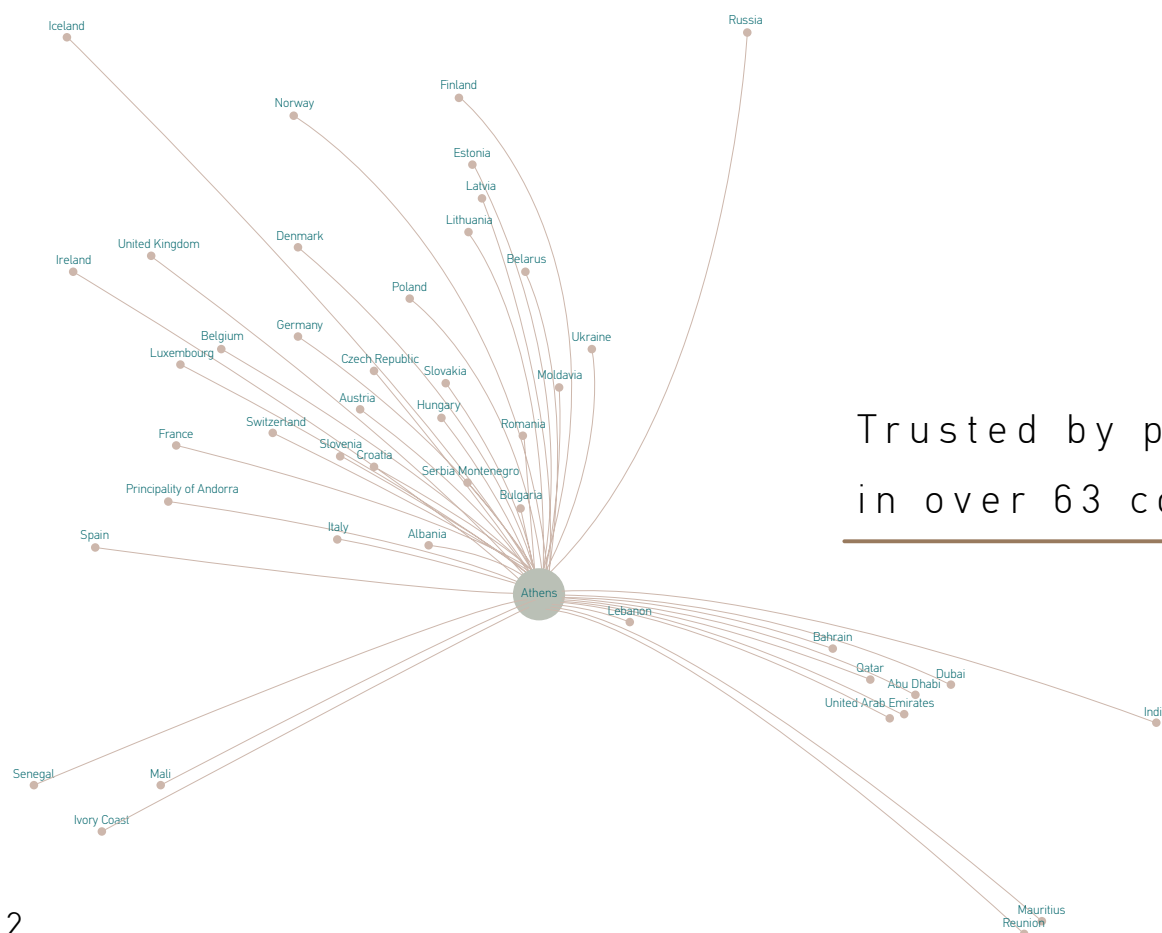 Russia
Iceland
Finland
Norway
Estonia
Latvia
Lithuania
Denmark
United Kingdom
Ireland
Belarus
Poland
Germany
Belgium
Ukraine
Luxembourg
Czech Republic
Slovakia
Moldavia
Austria
Hungary
Switzerland
Romania
France
Slovenia
Croatia
Serbia Montenegro
Principality of Andorra
Bulgaria
Italy
Albania
Spain
Trusted by p
in over 63 co
Athens
Lebanon
Bahrain
Qatar
Dubai
Abu Dhabi
United Arab Emirates
Indi
Senegal
Mali
Ivory Coast
Mauritius
Reunion
2